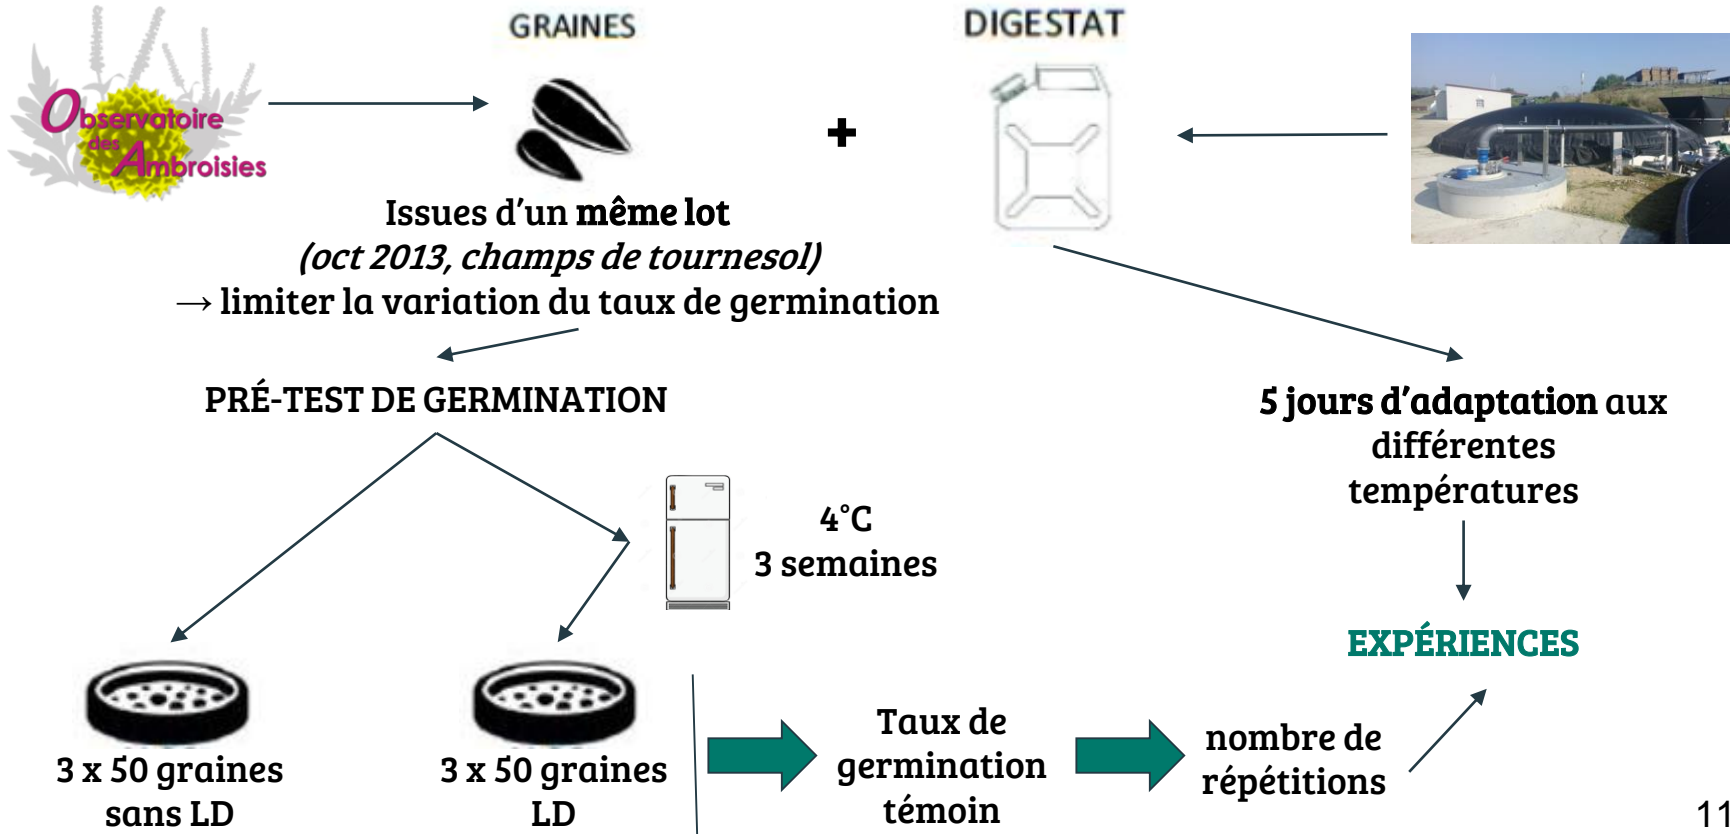 GRAINES
DIGESTAT
Observatoire
des
Ambroisies
+
Issues d'un même lot
(oct 2013, champs de tournesol)
→ limiter la variation du taux de germination
PRÉ-TEST DE GERMINATION
5 jours d'adaptation aux
différentes
températures
4°C
3 semaines
EXPÉRIENCES
3 x 50 graines
sans LD
3 x 50 graines
LD
Taux de
germination
témoin
nombre de
répétitions
11